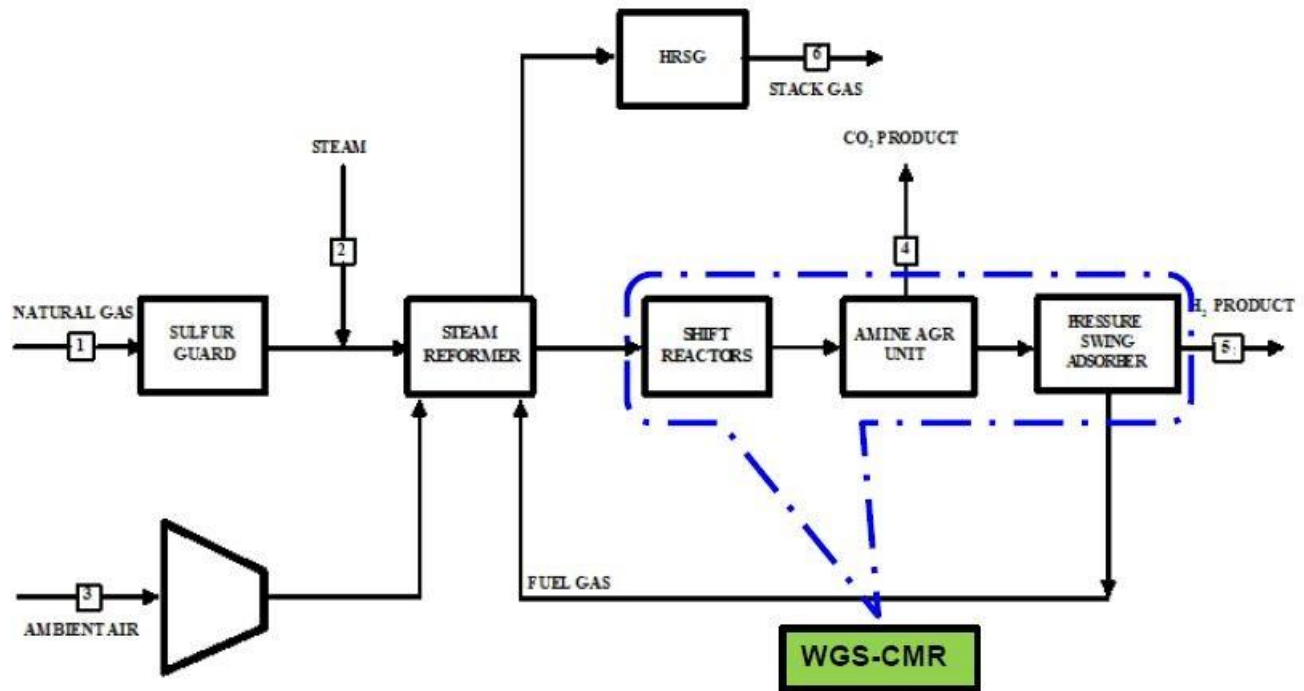 HRSG
6
STACK GAS
STEAM
CO₂ PRODUCT
2
4
NATURAL GAS
1
SULFUR
GUARD
STEAM
REFORMER
SHIFT
REACTORS
AMINE AGR
UNIT
PRESSURE
SWING
ADSORBER
H₂ PRODUCT
5
3
AMBIENT AIR
FUEL GAS
WGS-CMR